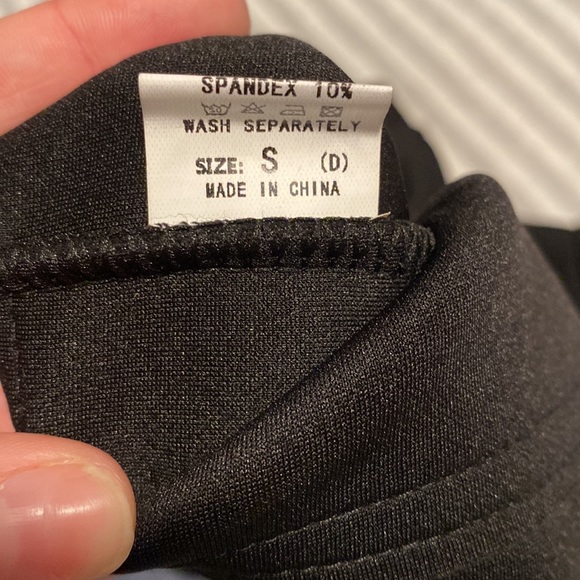 SPANDEX 10%
WASH SEPARATELY
SIZE: S (D)
MADE IN CHINA